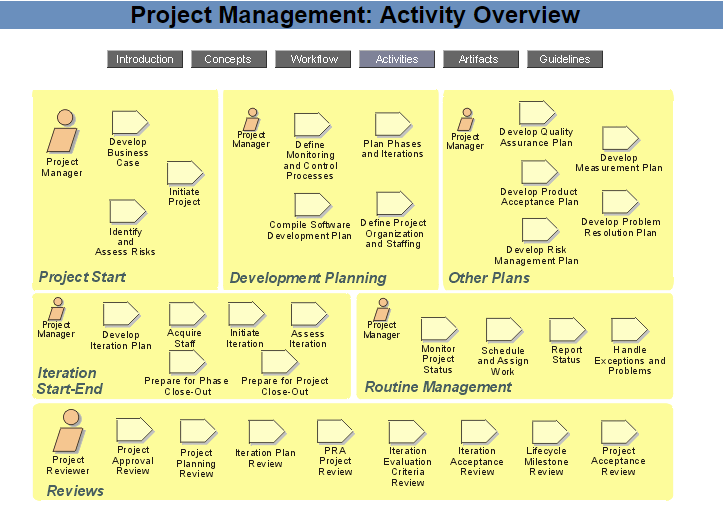 Project Management: Activity Overview
Introduction
Concepts
Workflow
Activities
Artifacts
Guidelines
Project
Manager
Develop
Business
Case
Initiate
Project
Identify
and
Assess Risks
Project Start
Project
Manager
Define
Monitoring
and Control
Processes
Plan Phases
and Iterations
Compile Software
Development Plan
Define Project
Organization
and Staffing
Development Planning
Project
Manager
Develop Quality
Assurance Plan
Develop
Measurement Plan
Develop Product
Acceptance Plan
Develop Problem
Resolution Plan
Develop Risk
Management Plan
Other Plans
Project
Manager
Develop
Iteration Plan
Acquire
Staff
Initiate
Iteration
Assess
Iteration
Prepare for Phase
Close-Out
Prepare for Project
Close-Out
Iteration
Start-End
Project
Manager
Monitor
Project
Status
Schedule
and Assign
Work
Report
Status
Handle
Exceptions and
Problems
Routine Management
Project
Reviewer
Project
Approval
Review
Project
Planning
Review
Iteration Plan
Review
PRA
Project
Review
Iteration
Evaluation
Criteria
Review
Iteration
Acceptance
Review
Lifecycle
Milestone
Review
Project
Acceptance
Review
Reviews